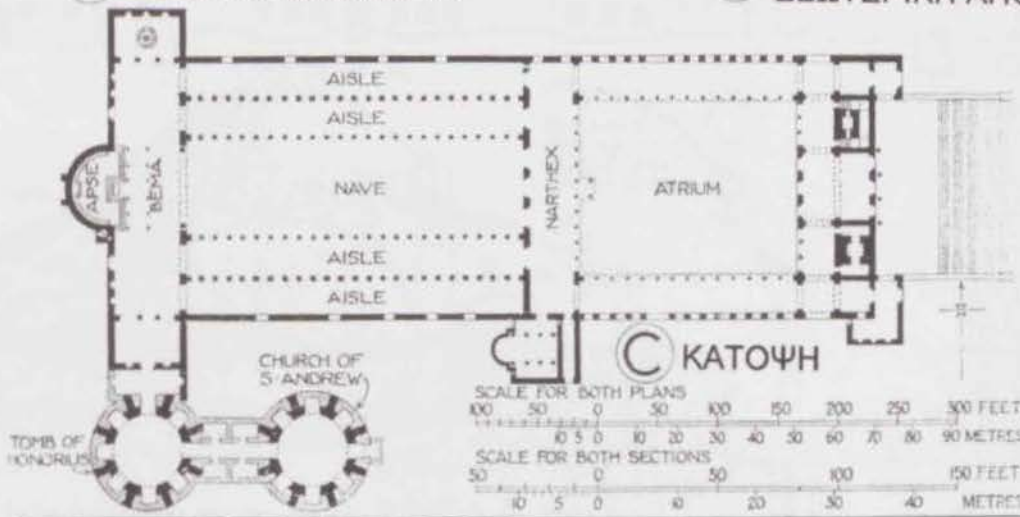 AISLE
AISLE
APSE
BEMA
NAVE
NARTHEX
ATRIUM
AISLE
AISLE
C ΚΑΤΟΨΗ
CHURCH OF
S. ANDREW
TOMB OF
HONORIUS
SCALE FOR BOTH PLANS
100 50 0 50 100 150 200 250 300 FEET
10 5 0 10 20 30 40 50 60 70 80 90 METRES
SCALE FOR BOTH SECTIONS
50 0 50 100 150 FEET
10 5 0 10 20 30 40 METRES